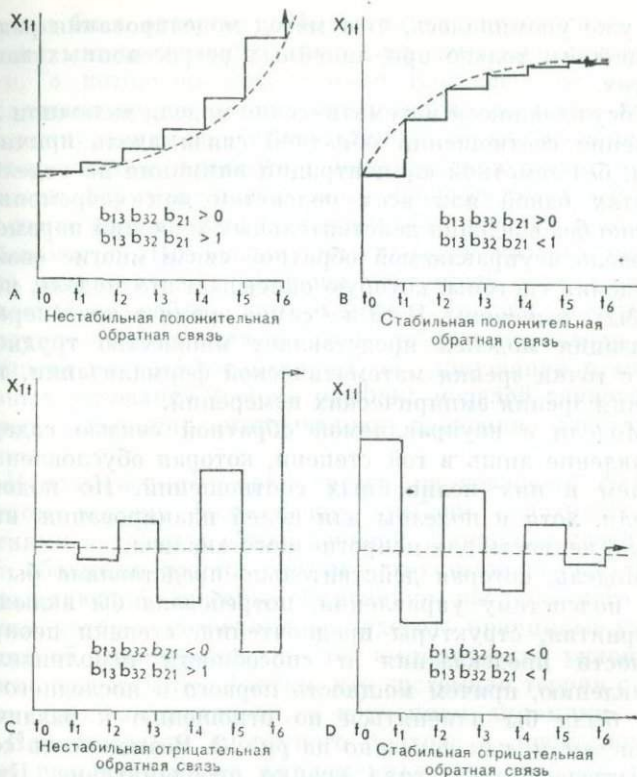 X1t
b13 b32 b21 > 0
b13 b32 b21 > 1
A t0 t1 t2 t3 t4 t5 t6
Нестабильная положительная
обратная связь
X1t
b13 b32 b21 > 0
b13 b32 b21 < 1
B t0 t1 t2 t3 t4 t5 t6
Стабильная положительная
обратная связь
X1t
b13 b32 b21 < 0
b13 b32 b21 > 1
C t0 t1 t2 t3 t4 t5 t6
Нестабильная отрицательная
обратная связь
X1t
b13 b32 b21 < 0
b13 b32 b21 < 1
D t0 t1 t2 t3 t4 t5 t6
Стабильная отрицательная
обратная связь